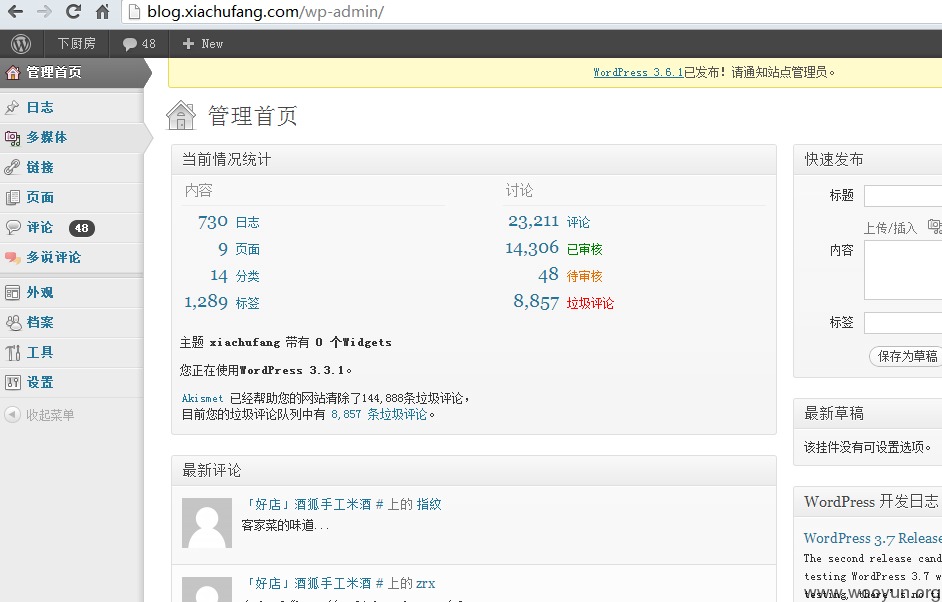 blog.xiachufang.com/wp-admin/
下厨房 48 New
管理首页
日志
多媒体
链接
页面
评论 48
多说评论
外观
档案
工具
设置
收起菜单
WordPress 3.6.1已发布！请通知站点管理员。
管理首页
当前情况统计
内容 讨论
730 日志 23,211 评论
9 页面 14,306 已审核
14 分类 48 待审核
1,289 标签 8,857 垃圾评论
主题 xiachufang 带有 0 个Widgets
您正在使用WordPress 3.3.1。
Akismet 已经帮助您的网站清除了144,888条垃圾评论，
目前您的垃圾评论队列中有 8,857 条垃圾评论。
最新评论
「好店」酒狐手工米酒 # 上的 指纹
客家菜的味道...
「好店」酒狐手工米酒 # 上的 zrx
快速发布
标题
上传/插入
内容
标签
保存为草稿
最新草稿
该挂件没有可设置选项。
WordPress 开发日志
WordPress 3.7 Release
The second release cand
testing WordPress 3.7 w
testing, there'
www.wooyun.org